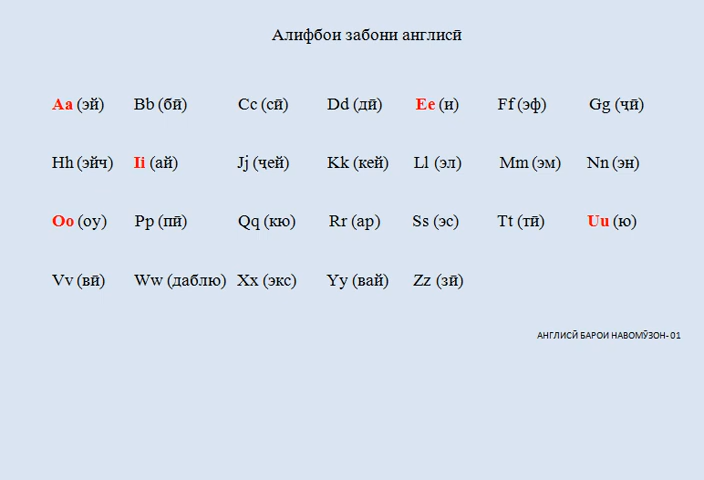 Алифбои забони англисӣ
Aa (эй) Bb (бӣ) Cc (сӣ) Dd (дӣ) Ee (и) Ff (эф) Gg (ҷӣ)
Hh (эйч) Ii (ай) Jj (ҷей) Kk (кей) Ll (эл) Mm (эм) Nn (эн)
Oo (оу) Pp (пӣ) Qq (кю) Rr (ар) Ss (эс) Tt (тӣ) Uu (ю)
Vv (вӣ) Ww (даблю) Xx (экс) Yy (вай) Zz (зӣ)
АНГЛИСӢ БАРОИ НАВОМӮЗОН- 01